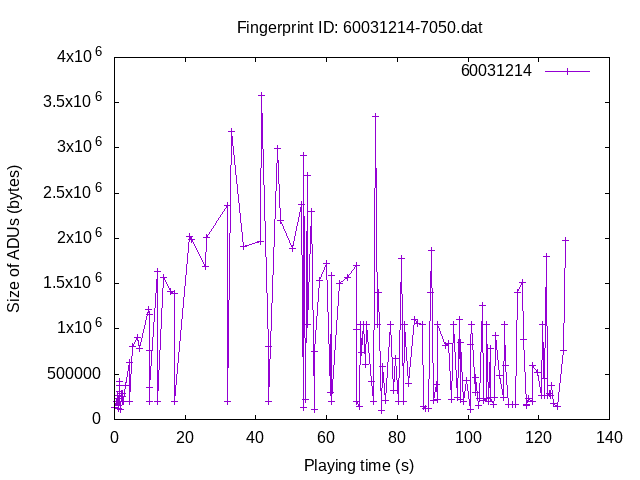 Fingerprint ID: 60031214-7050.dat
60031214
4x10^6
3.5x10^6
3x10^6
2.5x10^6
2x10^6
1.5x10^6
1x10^6
500000
0
Size of ADUs (bytes)
0 20 40 60 80 100 120 140
Playing time (s)